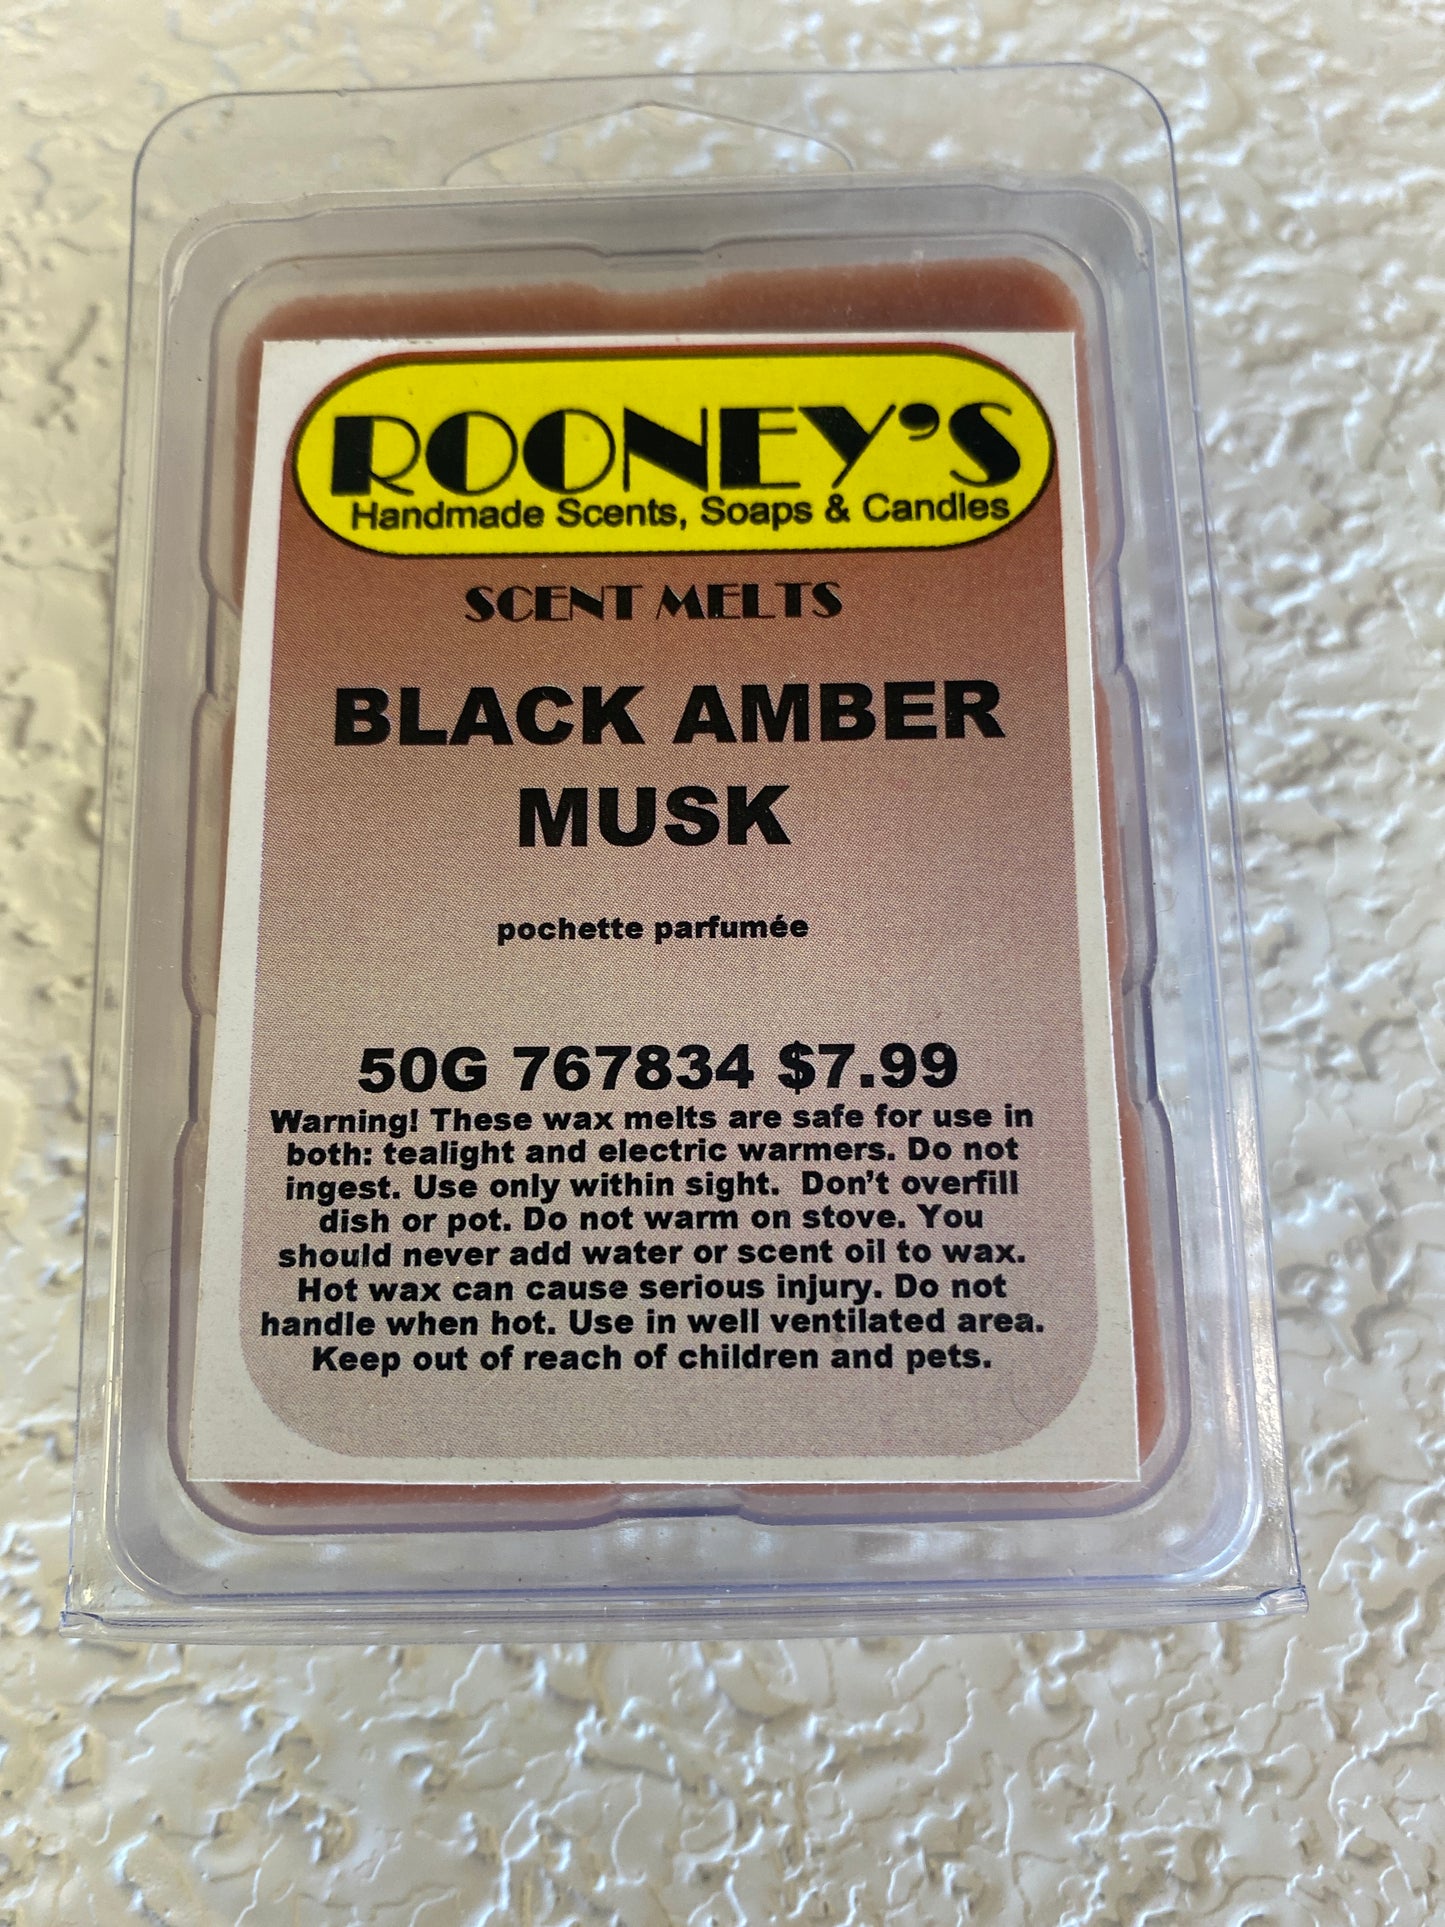 ROONEY'S
Handmade Scents, Soaps & Candles
SCENT MELTS
BLACK AMBER
MUSK
pochette parfumée
50G 767834 $7.99
Warning! These wax melts are safe for use in
both: tealight and electric warmers. Do not
ingest. Use only within sight.  Don't overfill
dish or pot. Do not warm on stove. You
should never add water or scent oil to wax.
Hot wax can cause serious injury. Do not
handle when hot. Use in well ventilated area.
Keep out of reach of children and pets.